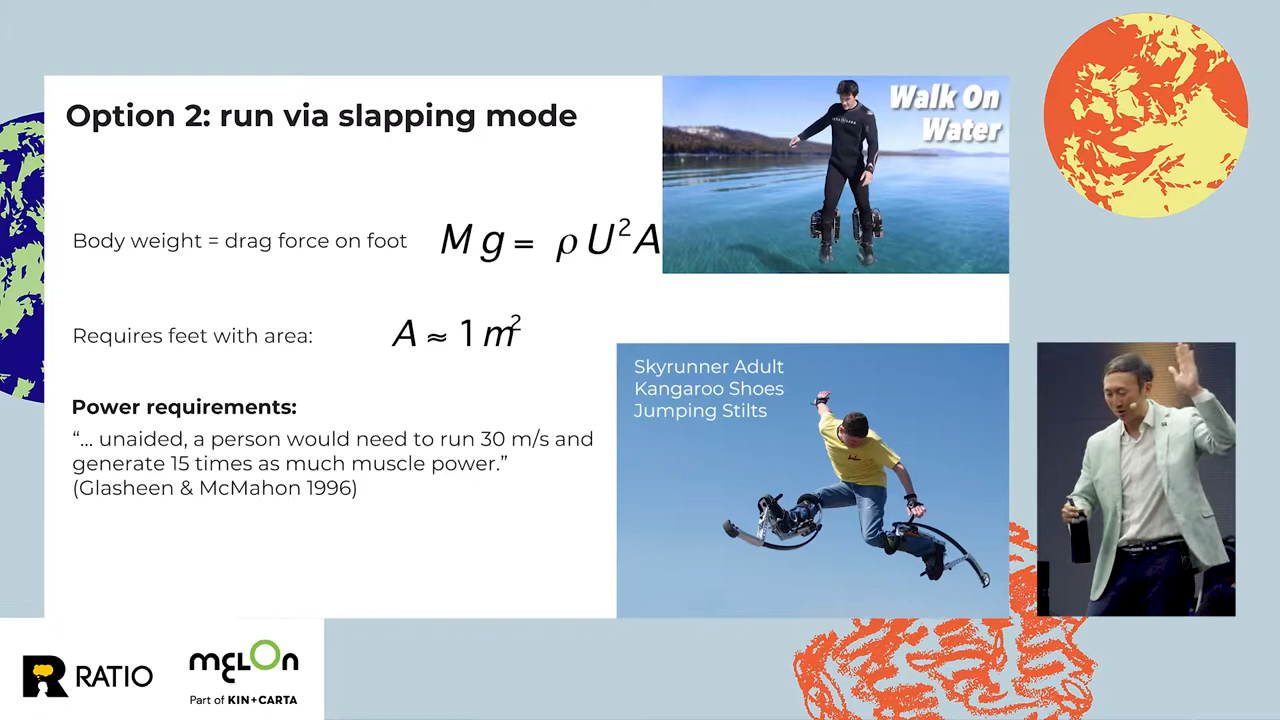 Option 2: run via slapping mode
Walk On
Water
Body weight = drag force on foot
M g = ρ U² A
Requires feet with area:
A ≈ 1 m²
Skyrunner Adult
Kangaroo Shoes
Jumping Stilts
Power requirements:
“... unaided, a person would need to run 30 m/s and
generate 15 times as much muscle power.”
(Glasheen & McMahon 1996)
RATIO
MELON
Part of KIN+CARTA